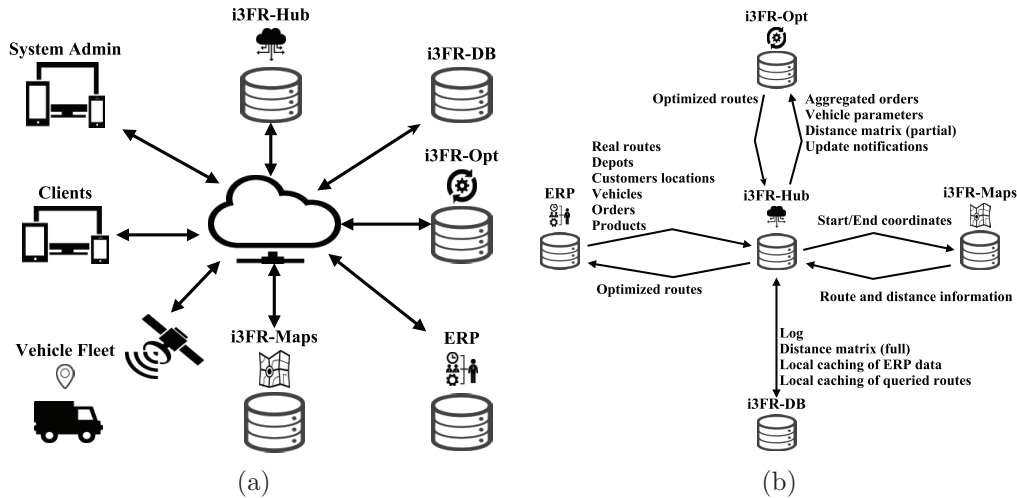 i3FR-Hub
System Admin
i3FR-DB
i3FR-Opt
Clients
Vehicle Fleet
i3FR-Maps
ERP
(a)
i3FR-Opt
Optimized routes
Aggregated orders
Vehicle parameters
Distance matrix (partial)
Update notifications
Real routes
Depots
Customers locations
Vehicles
Orders
Products
ERP
i3FR-Hub
i3FR-Maps
Start/End coordinates
Optimized routes
Route and distance information
Log
Distance matrix (full)
Local caching of ERP data
Local caching of queried routes
i3FR-DB
(b)